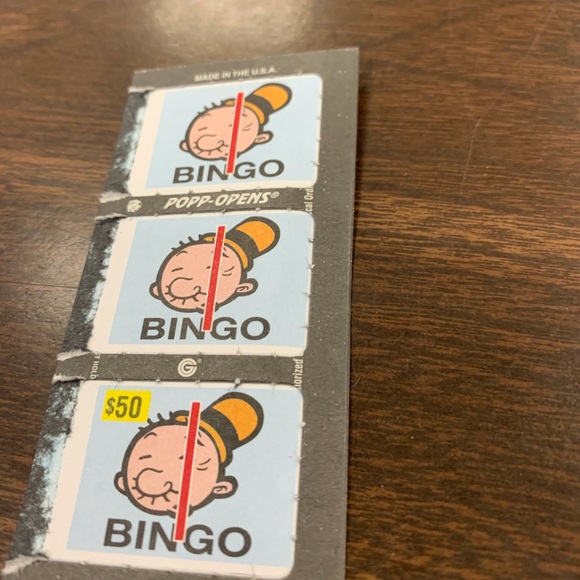 MADE IN THE U.S.A.
BINGO
POPP-OPENS®
BINGO
G
$50
BINGO